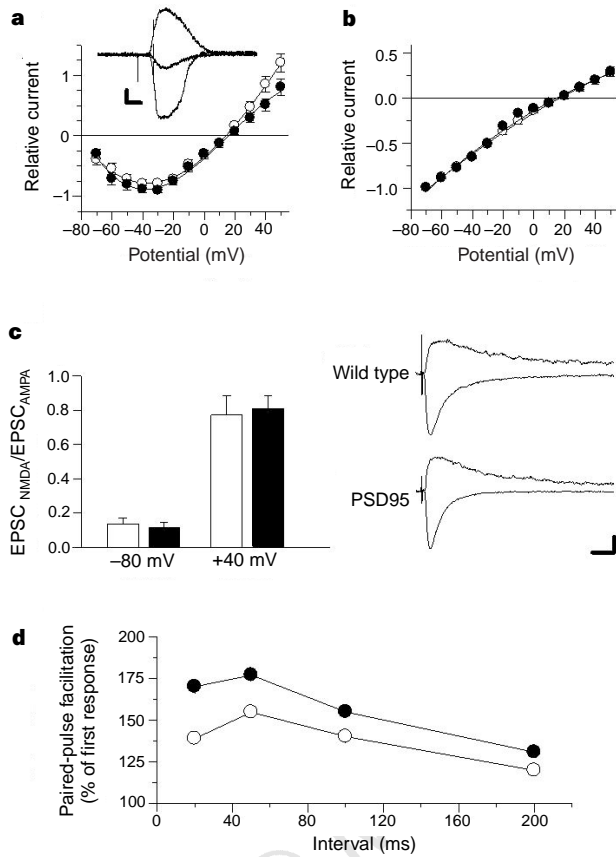 a
Relative current
1
0
−1
−80 −60 −40 −20 0 20 40
Potential (mV)
b
Relative current
0.5
0.0
−0.5
−1.0
−80 −60 −40 −20 0 20 40
Potential (mV)
c
EPSC NMDA/EPSC AMPA
1.0
0.8
0.6
0.4
0.2
0.0
−80 mV +40 mV
Wild type
PSD95
d
Paired-pulse facilitation
(% of first response)
200
175
150
125
100
0 40 80 120 160 200
Interval (ms)